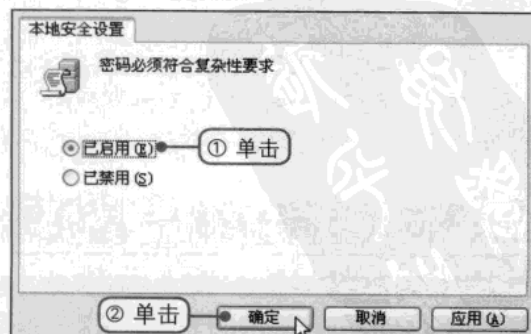 本地安全设置
密码必须符合复杂性要求
已启用(E)
① 单击
已禁用(S)
② 单击
确定
取消
应用(A)